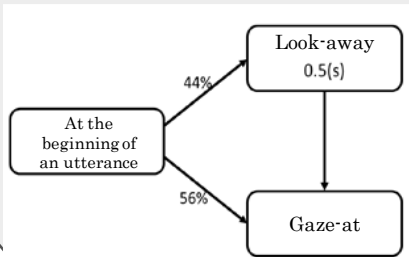 Look-away
0.5(s)
44%
At the
beginning of
an utterance
56%
Gaze-at